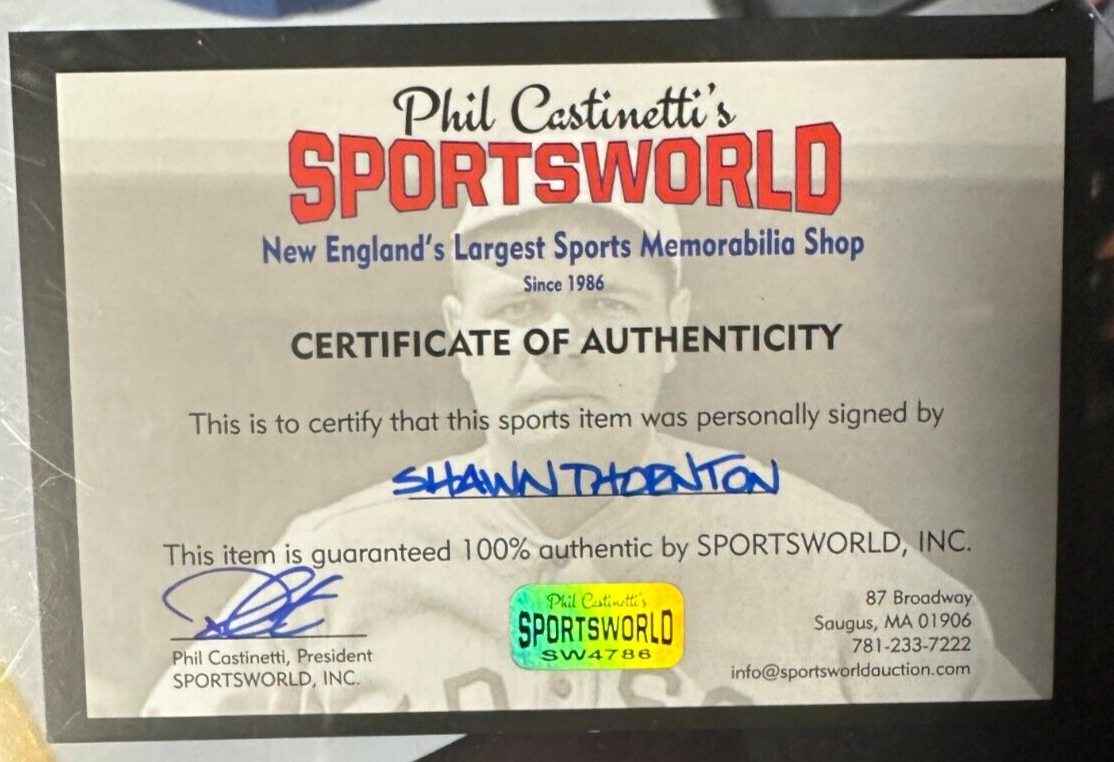 Phil Castinetti's
SPORTSWORLD
New England's Largest Sports Memorabilia Shop
Since 1986
CERTIFICATE OF AUTHENTICITY
This is to certify that this sports item was personally signed by
SHAWN THORNTON
This item is guaranteed 100% authentic by SPORTSWORLD, INC.
Phil Castinetti, President
SPORTSWORLD, INC.
Phil Castinetti's
SPORTSWORLD
SW4786
87 Broadway
Saugus, MA 01906
781-233-7222
info@sportsworldauction.com